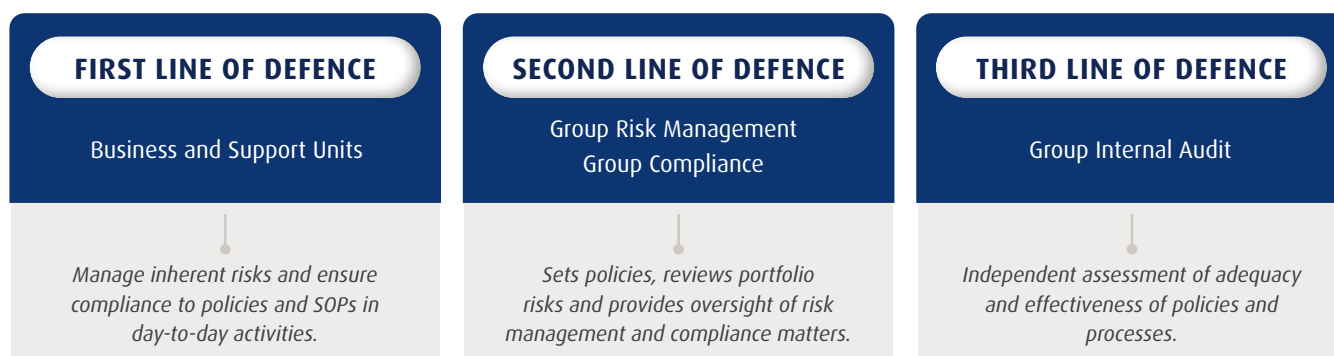 FIRST LINE OF DEFENCE
Business and Support Units
Manage inherent risks and ensure
compliance to policies and SOPs in
day-to-day activities.
SECOND LINE OF DEFENCE
Group Risk Management
Group Compliance
Sets policies, reviews portfolio
risks and provides oversight of risk
management and compliance matters.
THIRD LINE OF DEFENCE
Group Internal Audit
Independent assessment of adequacy
and effectiveness of policies and
processes.